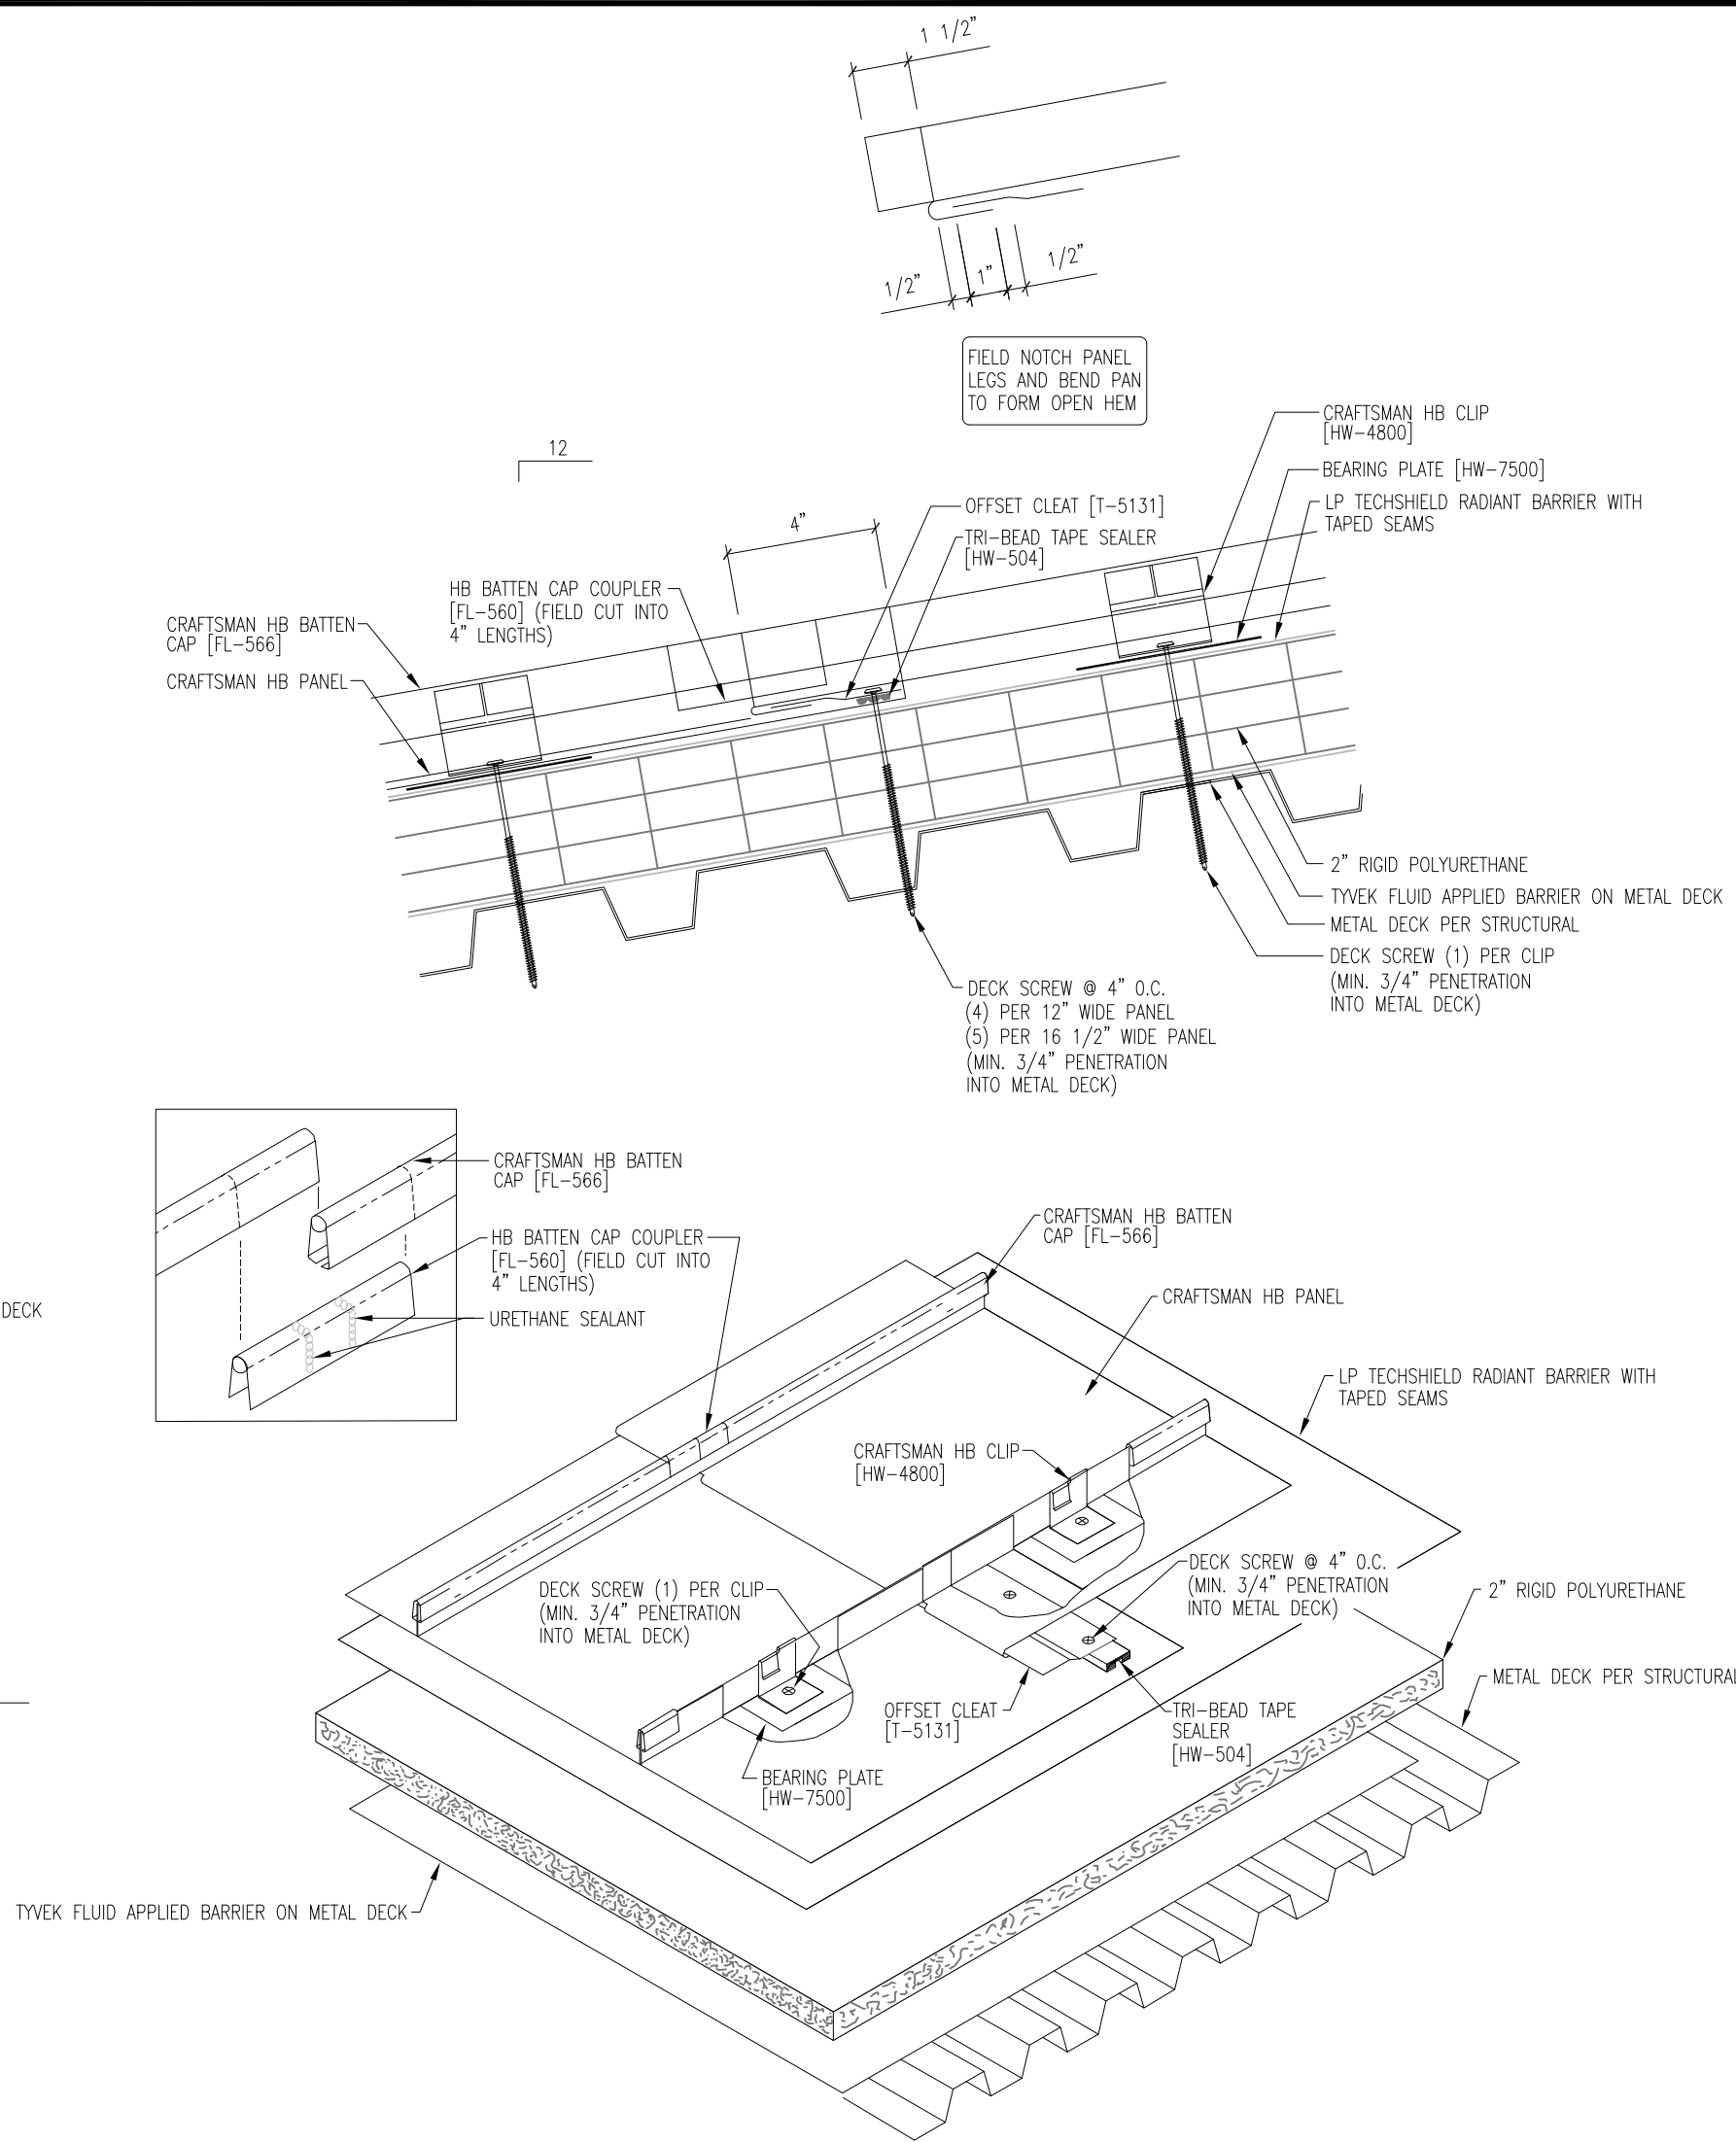 1 1/2"
1/2"
1"
1/2"
FIELD NOTCH PANEL
LEGS AND BEND PAN
TO FORM OPEN HEM
12
4"
CRAFTSMAN HB CLIP
[HW-4800]
BEARING PLATE [HW-7500]
LP TECHSHIELD RADIANT BARRIER WITH
TAPED SEAMS
OFFSET CLEAT [T-5131]
TRI-BEAD TAPE SEALER
[HW-504]
HB BATTEN CAP COUPLER
[FL-560] (FIELD CUT INTO
4" LENGTHS)
CRAFTSMAN HB BATTEN
CAP [FL-566]
CRAFTSMAN HB PANEL
2" RIGID POLYURETHANE
TYVEK FLUID APPLIED BARRIER ON METAL DECK
METAL DECK PER STRUCTURAL
DECK SCREW (1) PER CLIP
(MIN. 3/4" PENETRATION
INTO METAL DECK)
DECK SCREW @ 4" O.C.
(4) PER 12" WIDE PANEL
(5) PER 16 1/2" WIDE PANEL
(MIN. 3/4" PENETRATION
INTO METAL DECK)
CRAFTSMAN HB BATTEN
CAP [FL-566]
HB BATTEN CAP COUPLER
[FL-560] (FIELD CUT INTO
4" LENGTHS)
URETHANE SEALANT
DECK
CRAFTSMAN HB BATTEN
CAP [FL-566]
CRAFTSMAN HB PANEL
LP TECHSHIELD RADIANT BARRIER WITH
TAPED SEAMS
CRAFTSMAN HB CLIP
[HW-4800]
DECK SCREW @ 4" O.C.
(MIN. 3/4" PENETRATION
INTO METAL DECK)
DECK SCREW (1) PER CLIP
(MIN. 3/4" PENETRATION
INTO METAL DECK)
2" RIGID POLYURETHANE
METAL DECK PER STRUCTURAL
OFFSET CLEAT
[T-5131]
TRI-BEAD TAPE
SEALER
[HW-504]
BEARING PLATE
[HW-7500]
TYVEK FLUID APPLIED BARRIER ON METAL DECK